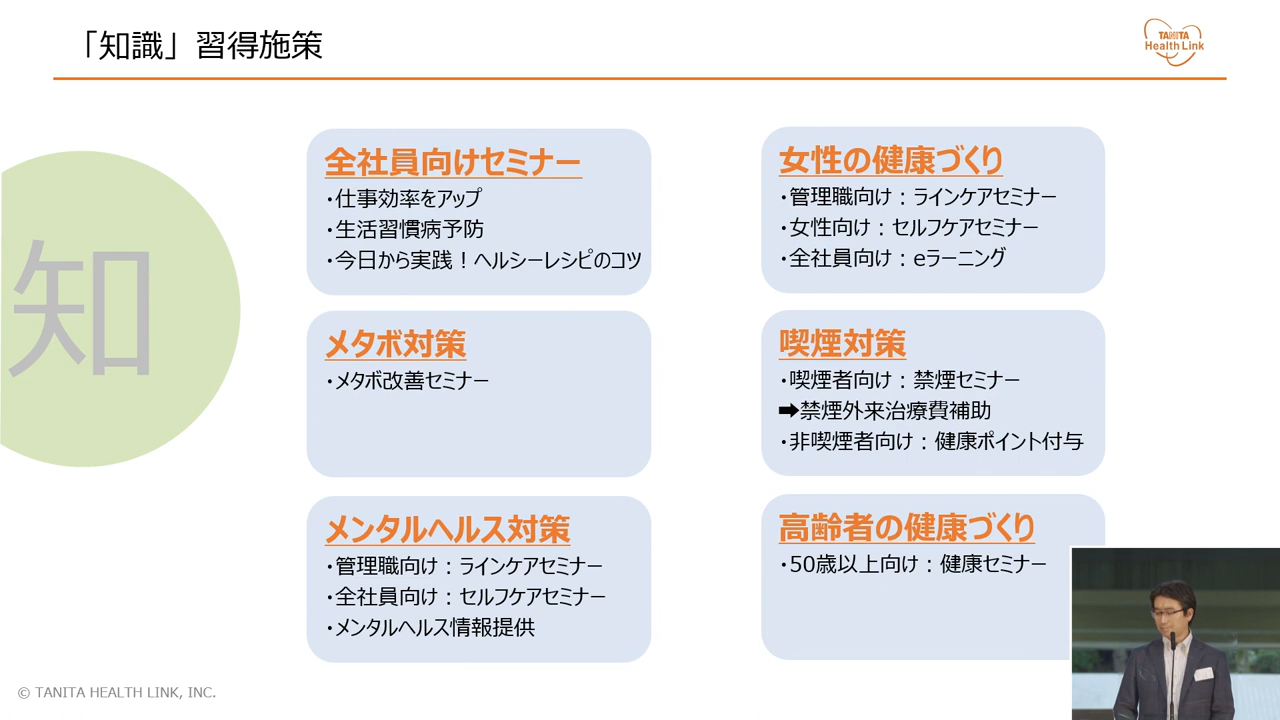 「知識」習得施策
TANITA
Health Link
知
全社員向けセミナー
・仕事効率をアップ
・生活習慣病予防
・今日から実践！ヘルシーレシピのコツ
女性の健康づくり
・管理職向け：ラインケアセミナー
・女性向け：セルフケアセミナー
・全社員向け：eラーニング
メタボ対策
・メタボ改善セミナー
喫煙対策
・喫煙者向け：禁煙セミナー
➡禁煙外来治療費補助
・非喫煙者向け：健康ポイント付与
メンタルヘルス対策
・管理職向け：ラインケアセミナー
・全社員向け：セルフケアセミナー
・メンタルヘルス情報提供
高齢者の健康づくり
・50歳以上向け：健康セミナー
© TANITA HEALTH LINK, INC.